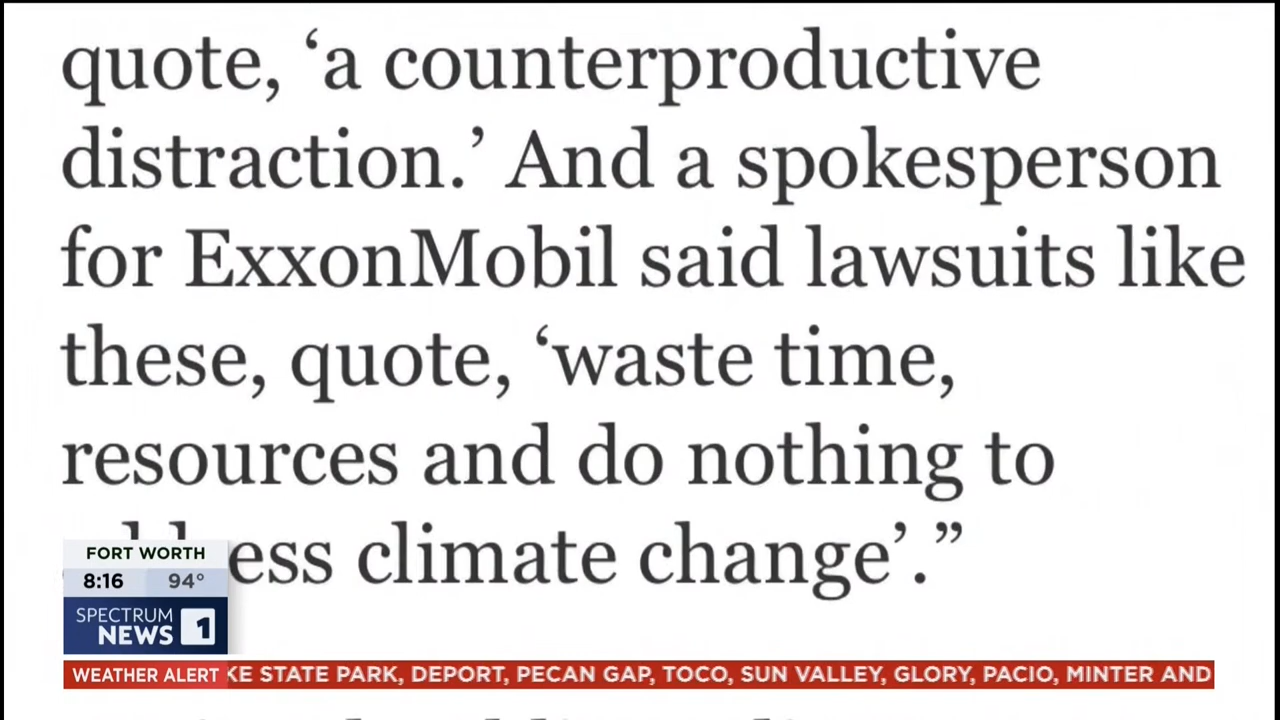 quote, ‘a counterproductive
distraction.’ And a spokesperson
for ExxonMobil said lawsuits like
these, quote, ‘waste time,
resources and do nothing to
climate change’.”
FORT WORTH
8:16 94°
SPECTRUM
NEWS 1
WEATHER ALERT STATE PARK, DEPORT, PECAN GAP, TOCO, SUN VALLEY, GLORY, PACIO, MINTER AND